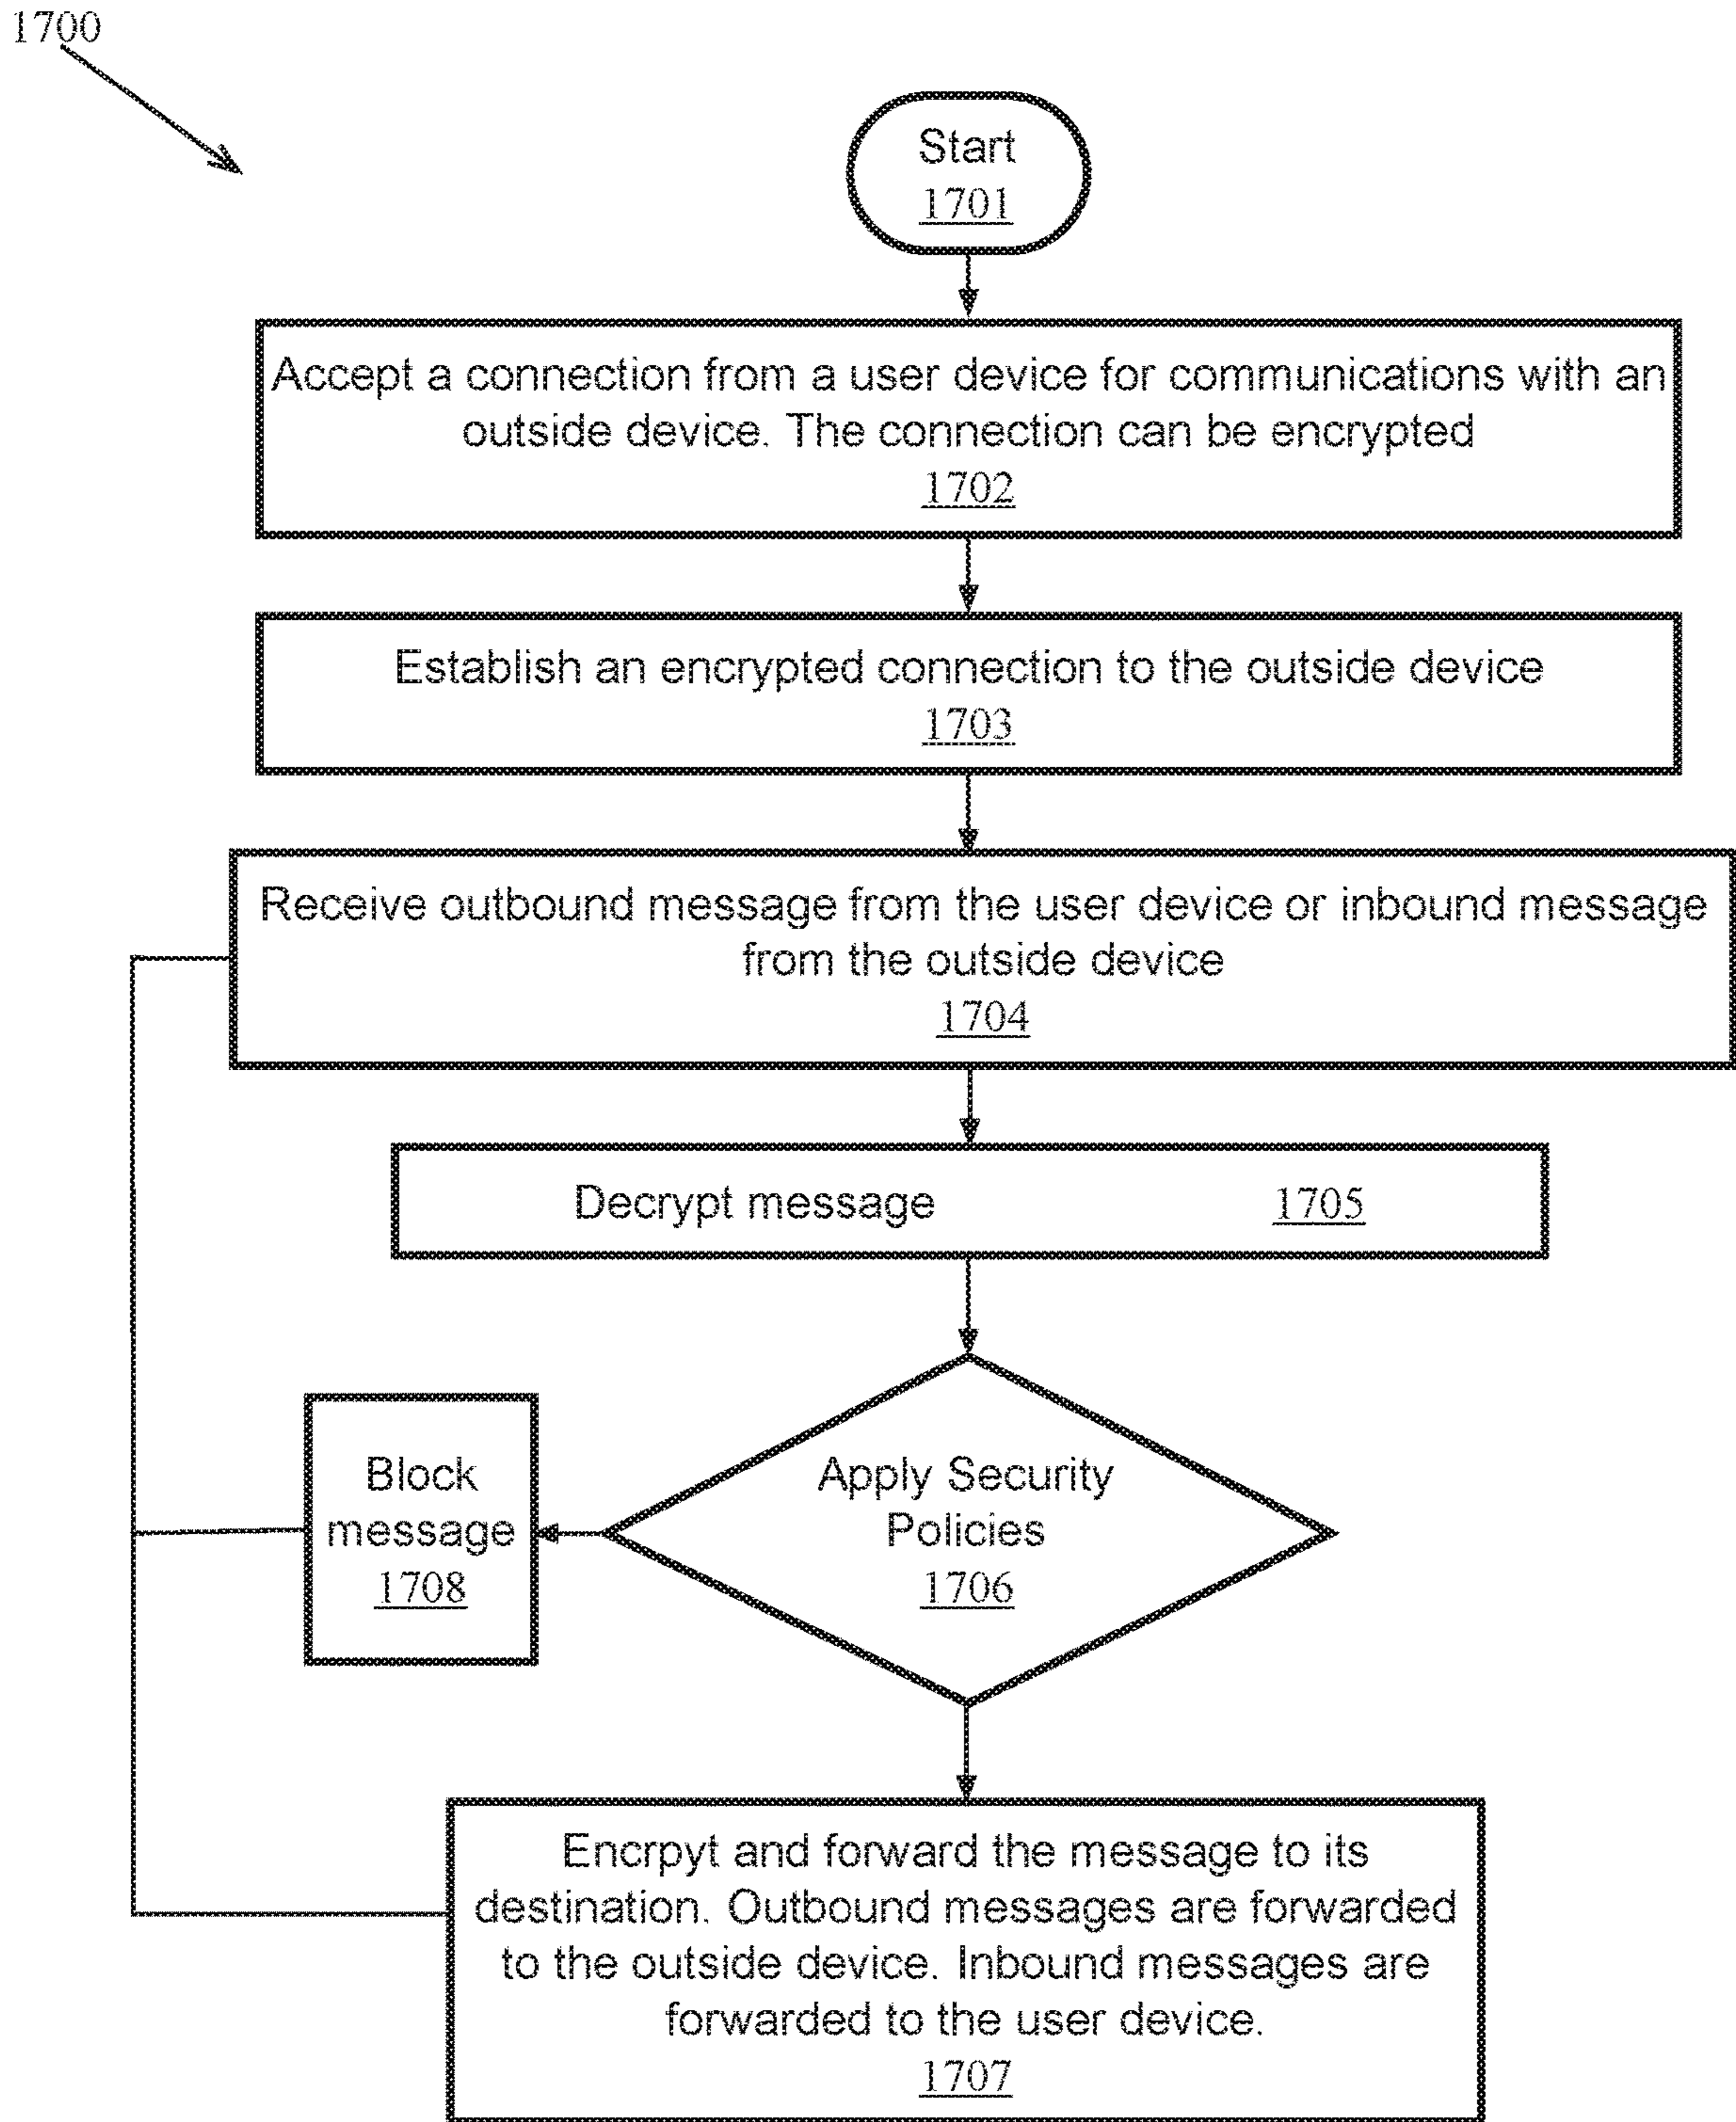 1700
Start
1701
Accept a connection from a user device for communications with an
outside device. The connection can be encrypted
1702
Establish an encrypted connection to the outside device
1703
Receive outbound message from the user device or inbound message
from the outside device
1704
Decrypt message 1705
Block
message
1708
Apply Security
Policies
1706
Encrpyt and forward the message to its
destination. Outbound messages are forwarded
to the outside device. Inbound messages are
forwarded to the user device.
1707